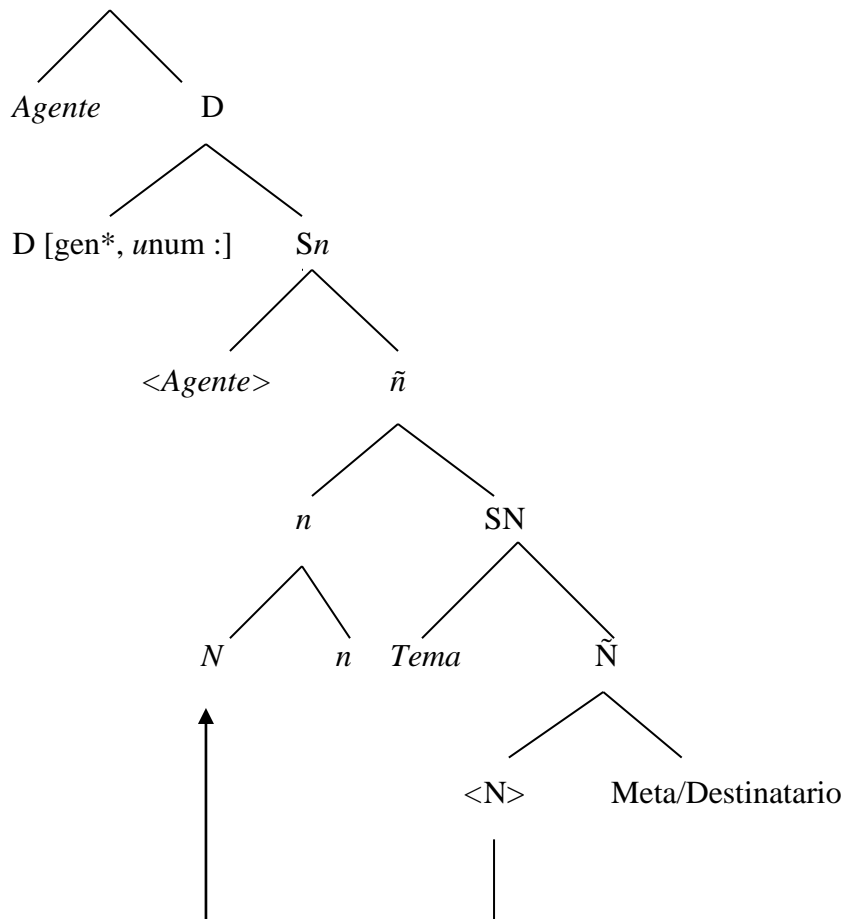 Agente D
D [gen*, unum :] Sn
<Agente> ñ
n SN
N n Tema Ñ
<N> Meta/Destinatario